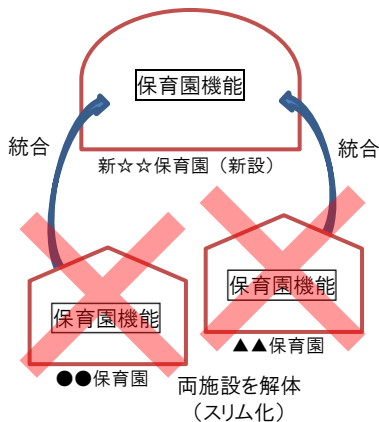 保育園機能
新☆☆保育園（新設）
統合
統合
保育園機能
●●保育園
保育園機能
▲▲保育園
両施設を解体
（スリム化）